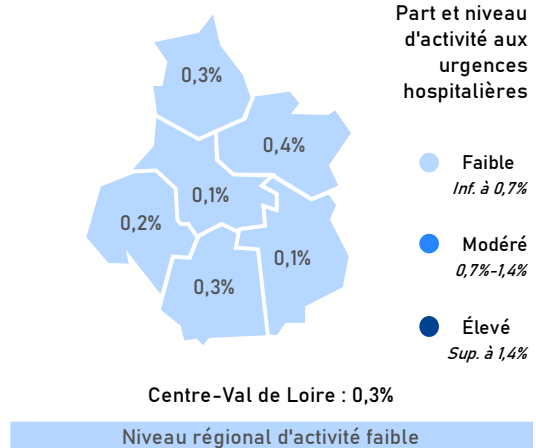 Part et niveau
d'activité aux
urgences
hospitalières
0,3%
0,4%
0,1%
0,2%
0,1%
0,3%
Faible
Inf. à 0,7%
Modéré
0,7%-1,4%
Élevé
Sup. à 1,4%
Centre-Val de Loire : 0,3%
Niveau régional d'activité faible